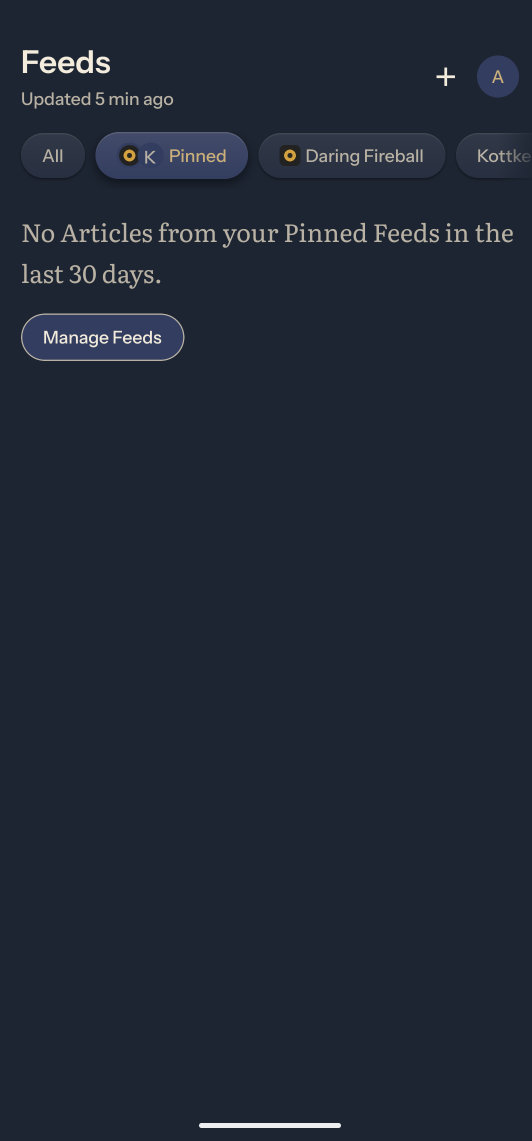 Feeds
Updated 5 min ago
A
All
K Pinned
Daring Fireball
Kottke
No Articles from your Pinned Feeds in the
last 30 days.
Manage Feeds